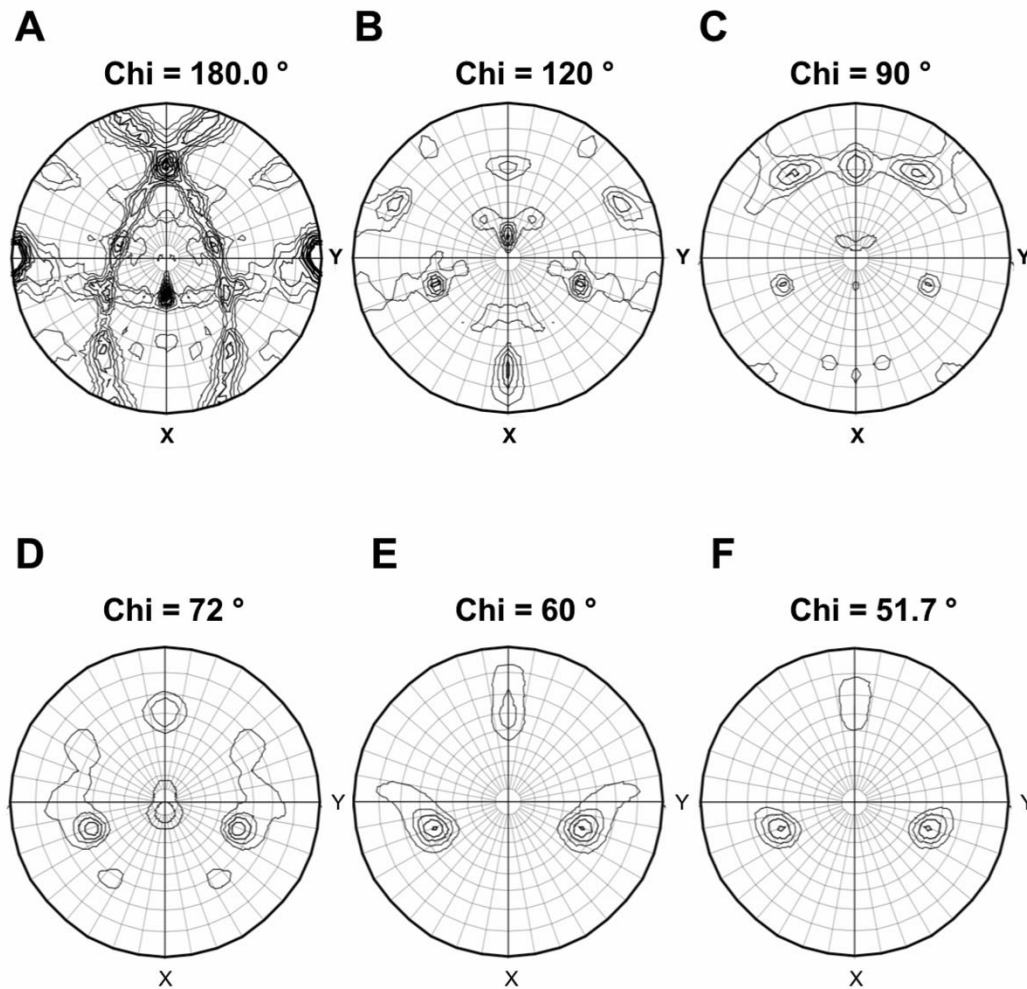 A
Chi = 180.0 °
Y
X
B
Chi = 120 °
Y
X
C
Chi = 90 °
Y
X
D
Chi = 72 °
Y
X
E
Chi = 60 °
Y
X
F
Chi = 51.7 °
Y
X